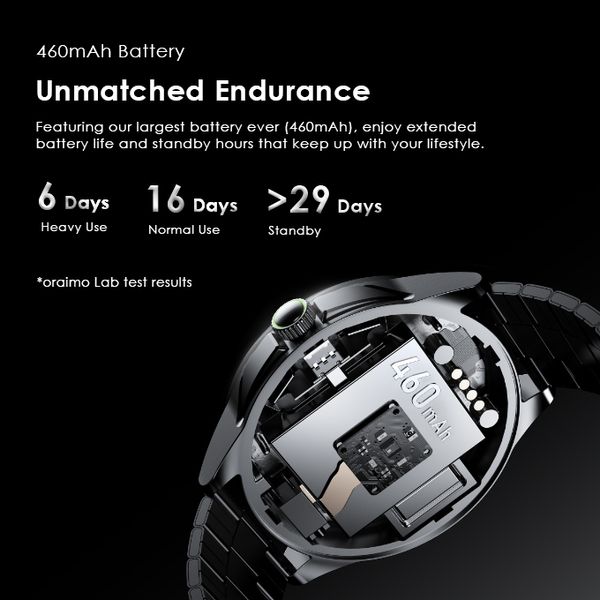 460mAh Battery
Unmatched Endurance
Featuring our largest battery ever (460mAh), enjoy extended
battery life and standby hours that keep up with your lifestyle.
6 Days
Heavy Use
16 Days
Normal Use
>29 Days
Standby
*oraimo Lab test results
460mAh